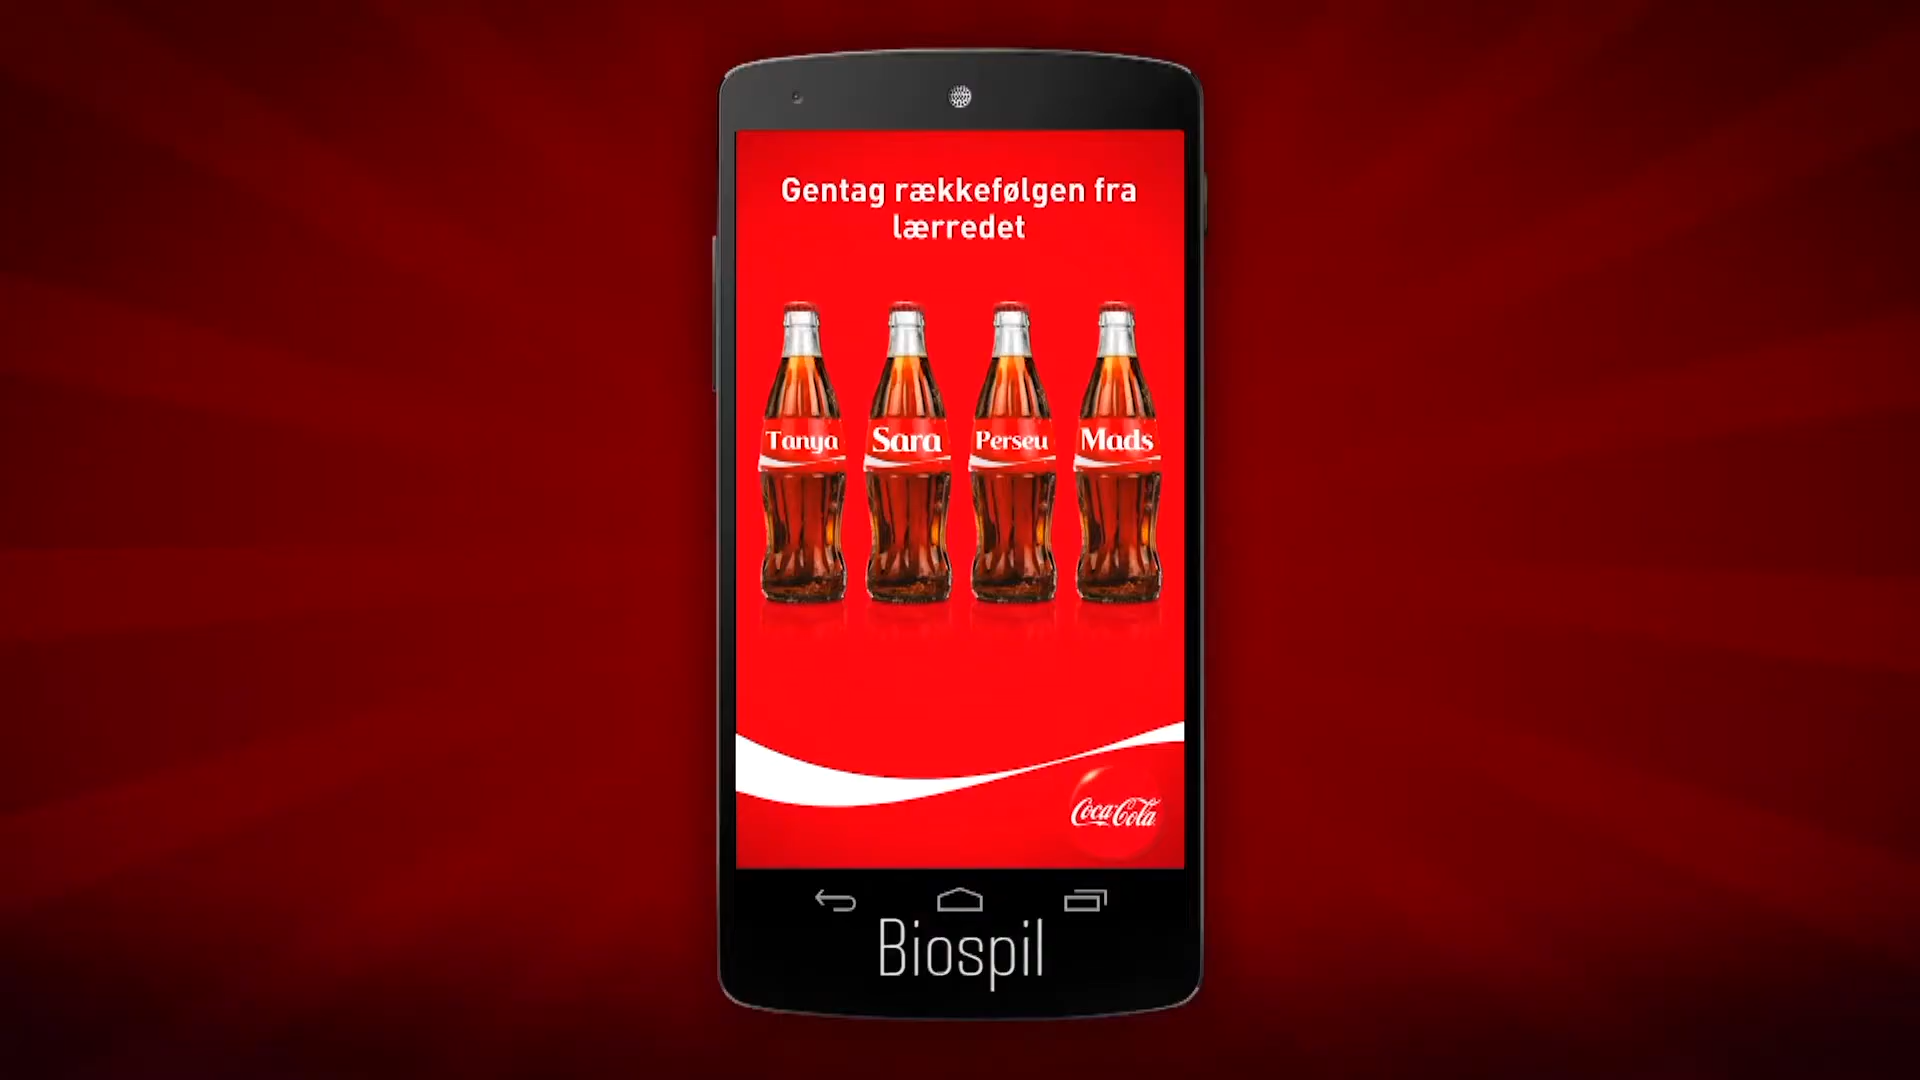 Gentag rækkefølgen fra
lærredet
Tanya
Sara
Perseu
Mads
Coca-Cola
Biospil